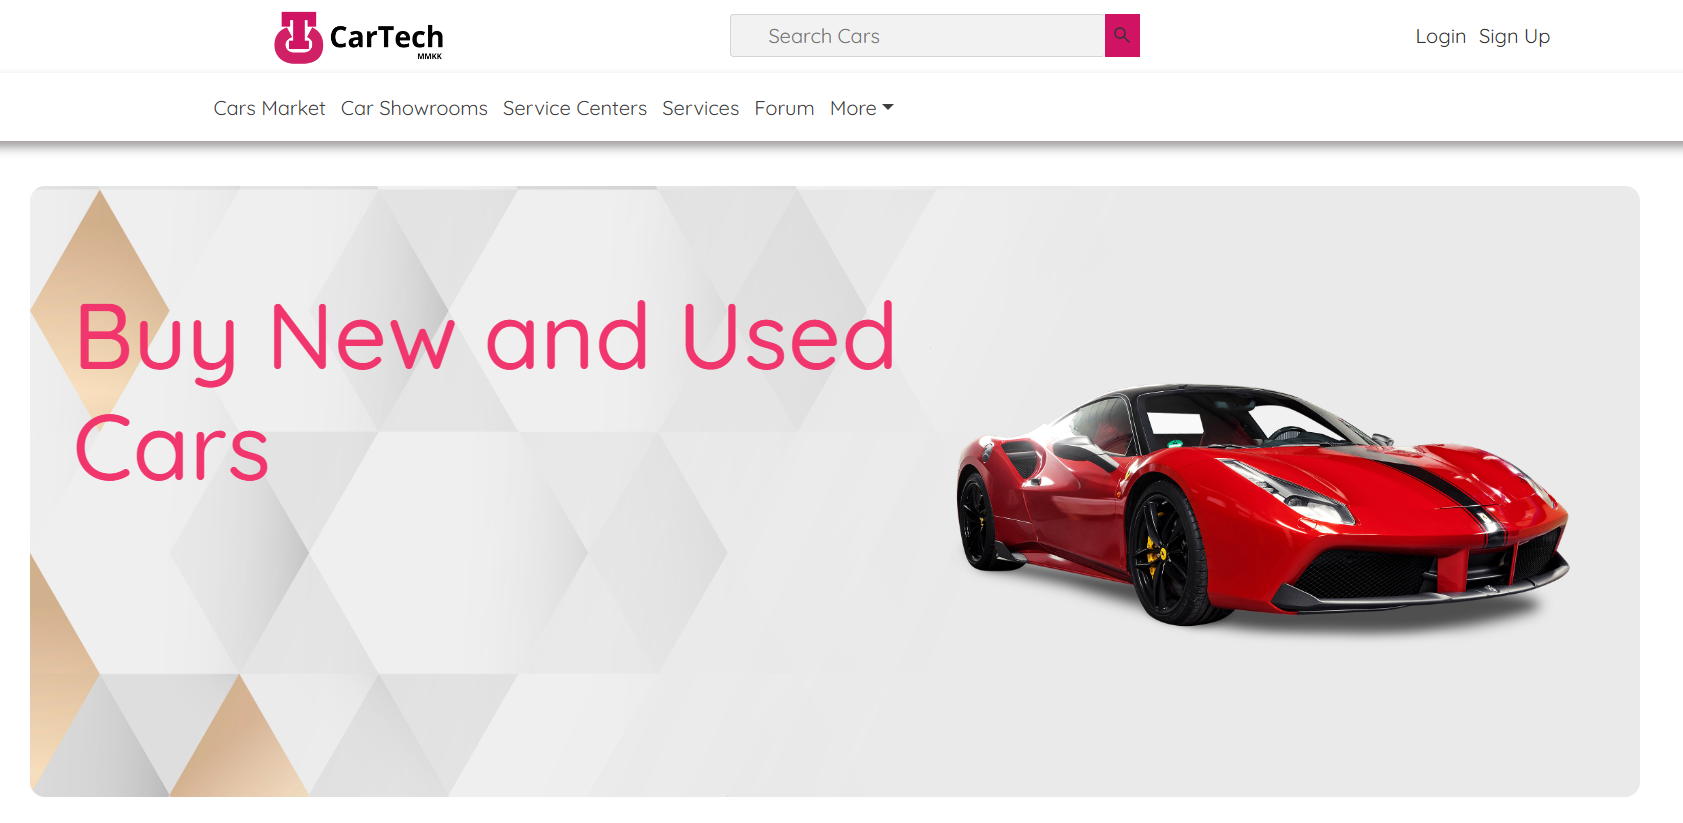 CarTech
MMKK
Search Cars
Login Sign Up
Cars Market Car Showrooms Service Centers Services Forum More
Buy New and Used
Cars